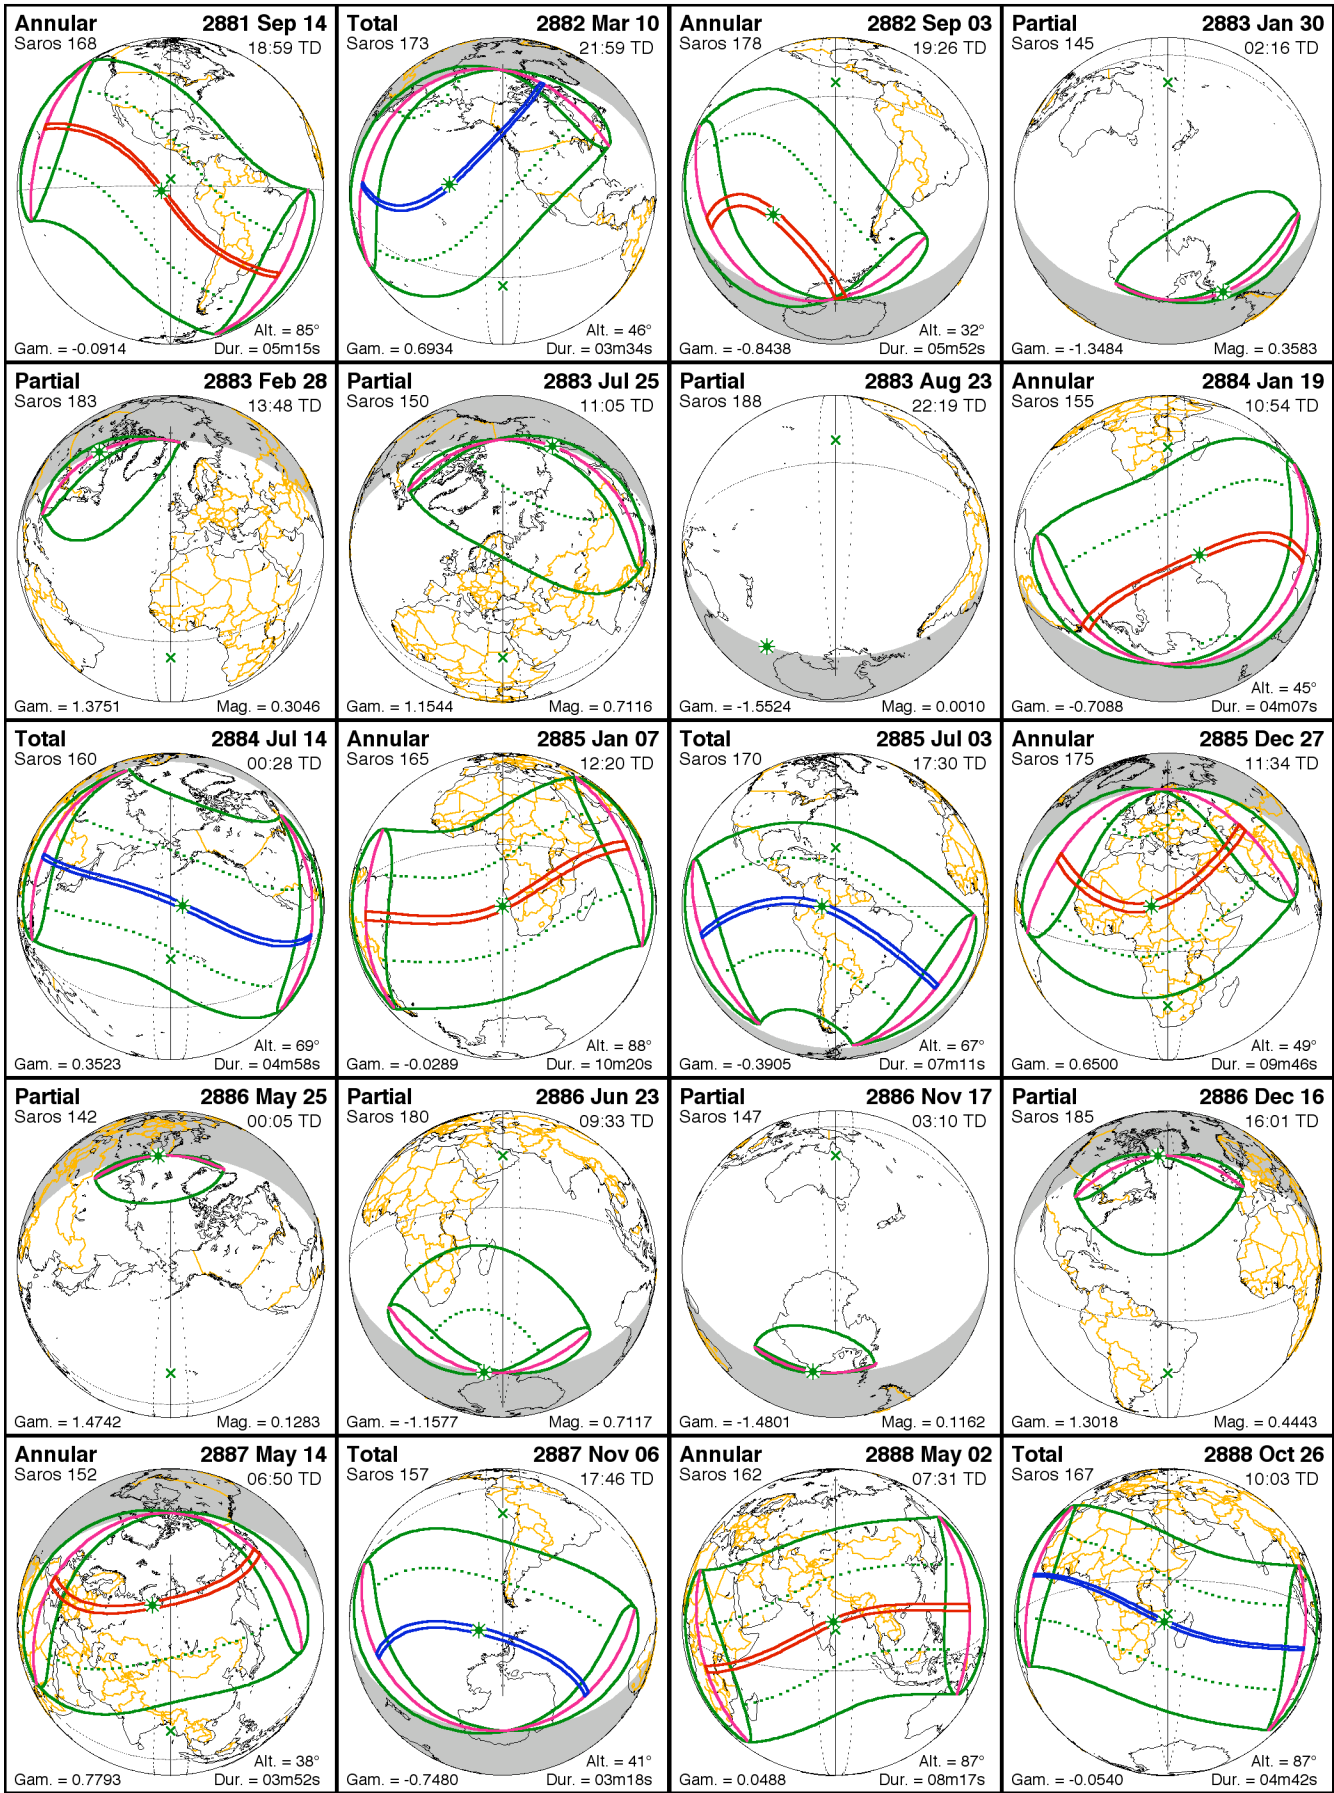 Annular 2881 Sep 14
Saros 168 18:59 TD
Alt. = 85°
Gam. = -0.0914 Dur. = 05m15s
Total 2882 Mar 10
Saros 173 21:59 TD
Alt. = 46°
Gam. = 0.6934 Dur. = 03m34s
Annular 2882 Sep 03
Saros 178 19:26 TD
Alt. = 32°
Gam. = -0.8438 Dur. = 05m52s
Partial 2883 Jan 30
Saros 145 02:16 TD
Gam. = -1.3484 Mag. = 0.3583
Partial 2883 Feb 28
Saros 183 13:48 TD
Gam. = 1.3751 Mag. = 0.3046
Partial 2883 Jul 25
Saros 150 11:05 TD
Gam. = 1.1544 Mag. = 0.7116
Partial 2883 Aug 23
Saros 188 22:19 TD
Gam. = -1.5524 Mag. = 0.0010
Annular 2884 Jan 19
Saros 155 10:54 TD
Alt. = 45°
Gam. = -0.7088 Dur. = 04m07s
Total 2884 Jul 14
Saros 160 00:28 TD
Alt. = 69°
Gam. = 0.3523 Dur. = 04m58s
Annular 2885 Jan 07
Saros 165 12:20 TD
Alt. = 88°
Gam. = -0.0289 Dur. = 10m20s
Total 2885 Jul 03
Saros 170 17:30 TD
Alt. = 67°
Gam. = -0.3905 Dur. = 07m11s
Annular 2885 Dec 27
Saros 175 11:34 TD
Alt. = 49°
Gam. = 0.6500 Dur. = 09m46s
Partial 2886 May 25
Saros 142 00:05 TD
Gam. = 1.4742 Mag. = 0.1283
Partial 2886 Jun 23
Saros 180 09:33 TD
Gam. = -1.1577 Mag. = 0.7117
Partial 2886 Nov 17
Saros 147 03:10 TD
Gam. = -1.4801 Mag. = 0.1162
Partial 2886 Dec 16
Saros 185 16:01 TD
Gam. = 1.3018 Mag. = 0.4443
Annular 2887 May 14
Saros 152 06:50 TD
Alt. = 38°
Gam. = 0.7793 Dur. = 03m52s
Total 2887 Nov 06
Saros 157 17:46 TD
Alt. = 41°
Gam. = -0.7480 Dur. = 03m18s
Annular 2888 May 02
Saros 162 07:31 TD
Alt. = 87°
Gam. = 0.0488 Dur. = 08m17s
Total 2888 Oct 26
Saros 167 10:03 TD
Alt. = 87°
Gam. = -0.0540 Dur. = 04m42s